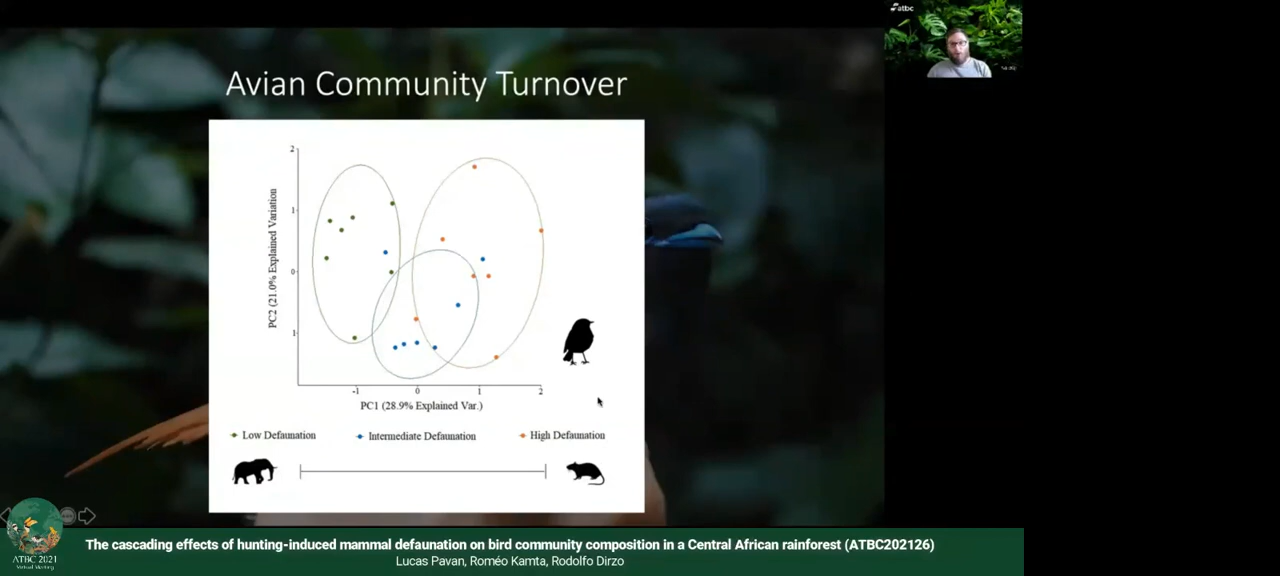 atbc
Avian Community Turnover
2
1
0
1
PC2 (21.0% Explained Variation
-1
0
1
2
PC1 (28.9% Explained Var.)
Low Defaunation
Intermediate Defaunation
High Defaunation
ATBC 2021
Virtual Meeting
The cascading effects of hunting-induced mammal defaunation on bird community composition in a Central African rainforest (ATBC202126)
Lucas Pavan, Roméo Kamta, Rodolfo Dirzo